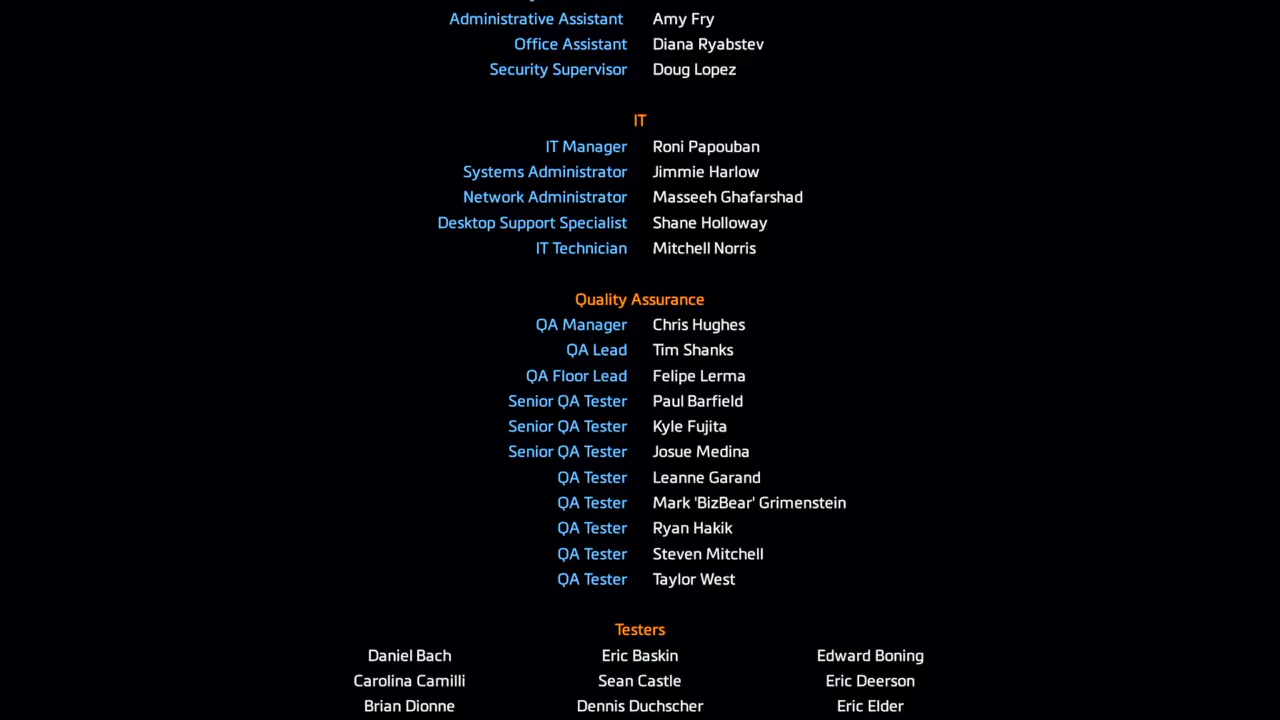 Administrative Assistant Amy Fry
Office Assistant Diana Ryabstev
Security Supervisor Doug Lopez
IT
IT Manager Roni Papouban
Systems Administrator Jimmie Harlow
Network Administrator Masseeh Ghafarshad
Desktop Support Specialist Shane Holloway
IT Technician Mitchell Norris
Quality Assurance
QA Manager Chris Hughes
QA Lead Tim Shanks
QA Floor Lead Felipe Lerma
Senior QA Tester Paul Barfield
Senior QA Tester Kyle Fujita
Senior QA Tester Josue Medina
QA Tester Leanne Garand
QA Tester Mark 'BizBear' Grimenstein
QA Tester Ryan Hakik
QA Tester Steven Mitchell
QA Tester Taylor West
Testers
Daniel Bach Eric Baskin Edward Boning
Carolina Camilli Sean Castle Eric Deerson
Brian Dionne Dennis Duchscher Eric Elder